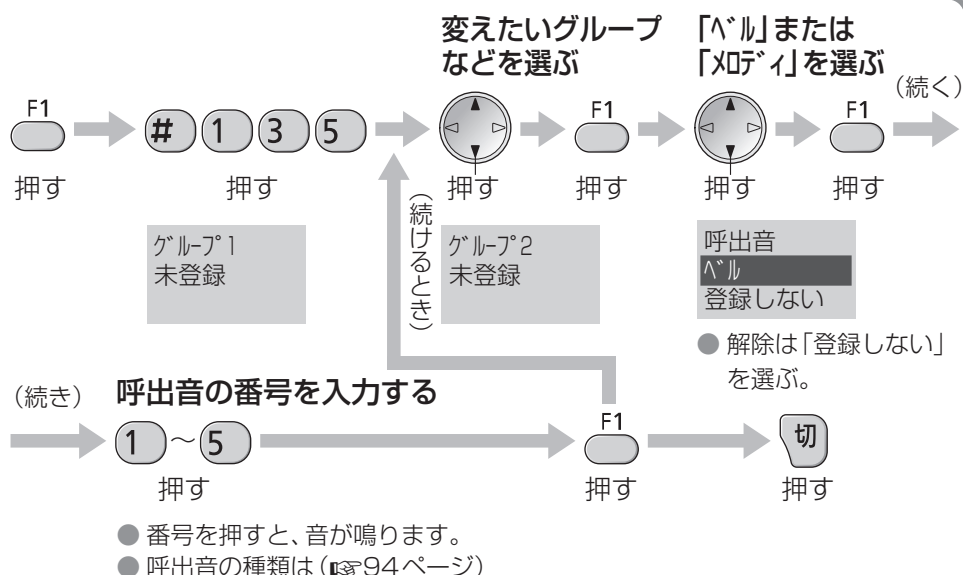 変えたいグループ
などを選ぶ
「ﾍﾞﾙ」または
「ﾒﾛﾃﾞｨ」を選ぶ
(続く)
F1
# 1 3 5
F1
F1
押す
押す
押す
押す
押す
押す
ｸﾞﾙｰﾌﾟ1
未登録
(続けるとき)
ｸﾞﾙｰﾌﾟ2
未登録
呼出音
ﾍﾞﾙ
登録しない
● 解除は「登録しない」
を選ぶ。
(続き)
呼出音の番号を入力する
1 ～ 5
F1
切
押す
押す
押す
● 番号を押すと、音が鳴ります。
● 呼出音の種類は(☞94ページ)